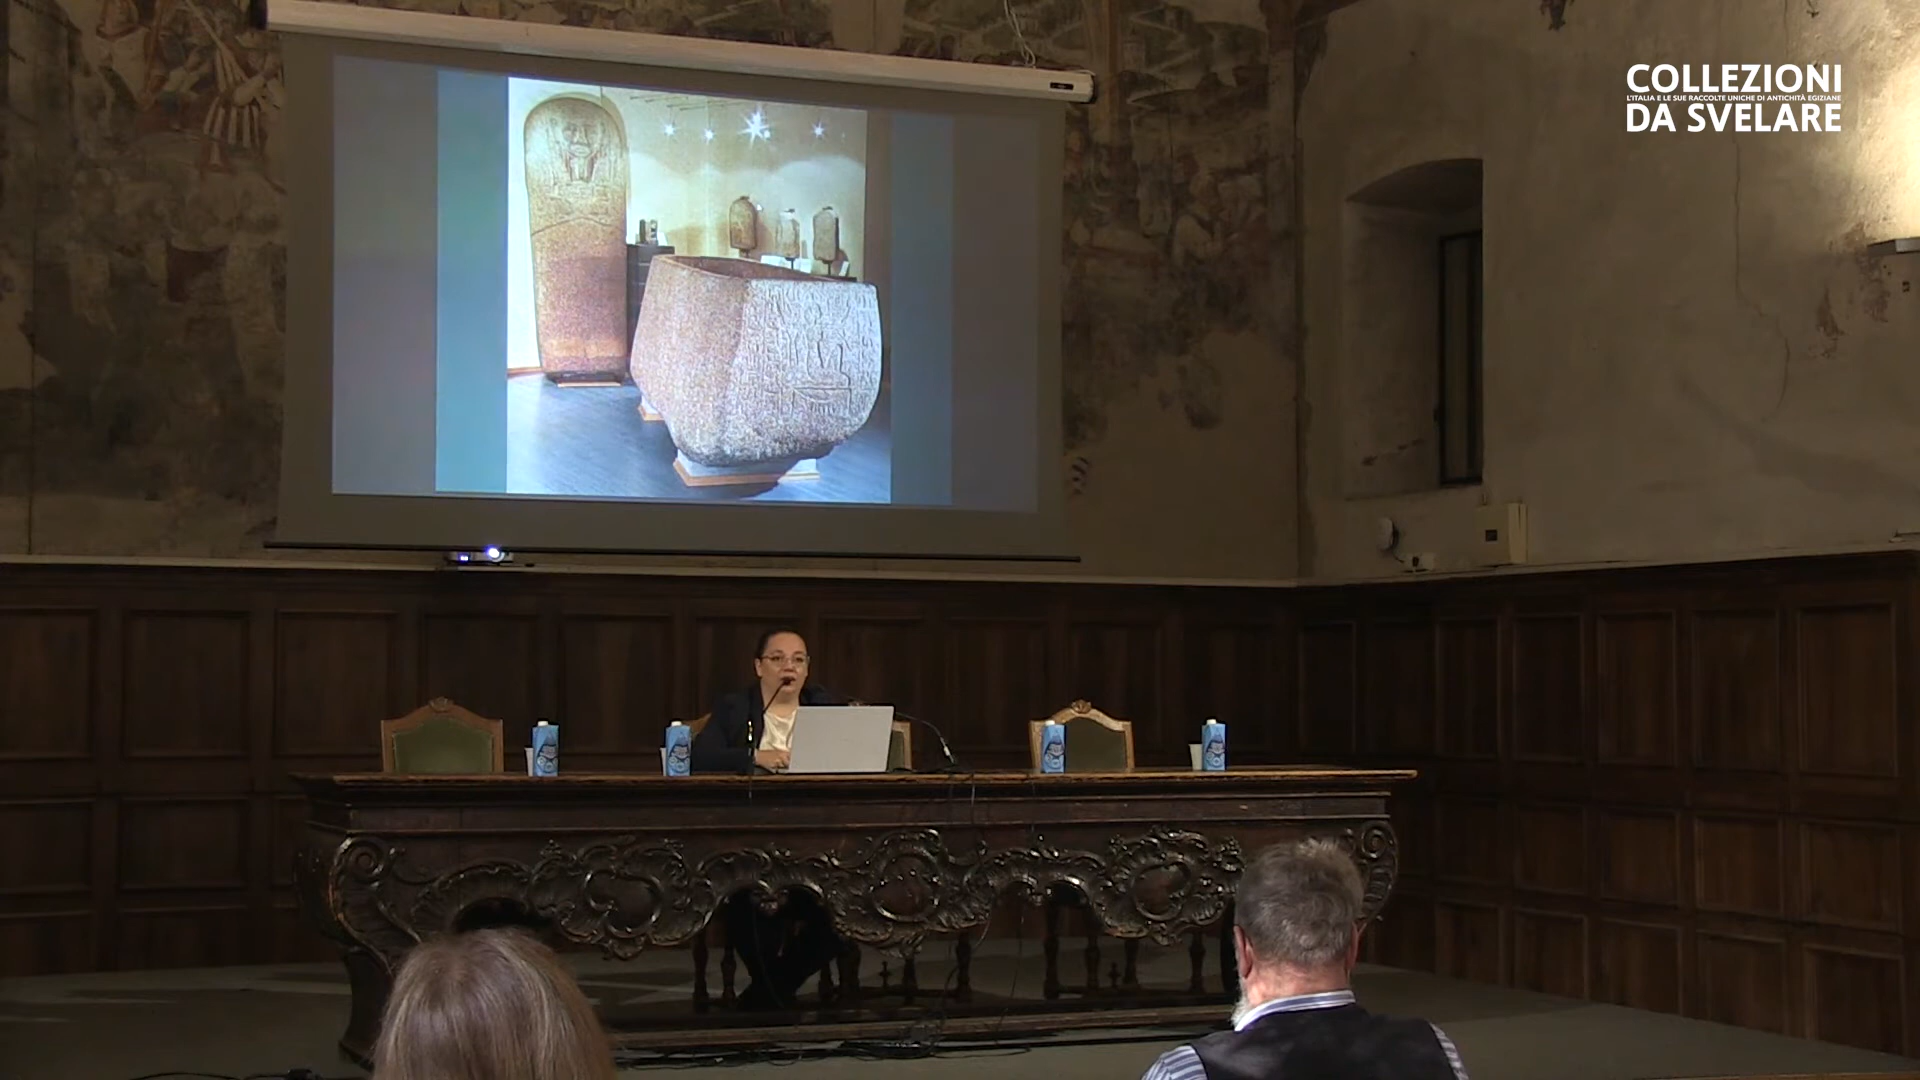 COLLEZIONI
L'ITALIA E LE SUE RACCOLTE UNICHE DI ANTICHITÀ EGIZIANE
DA SVELARE